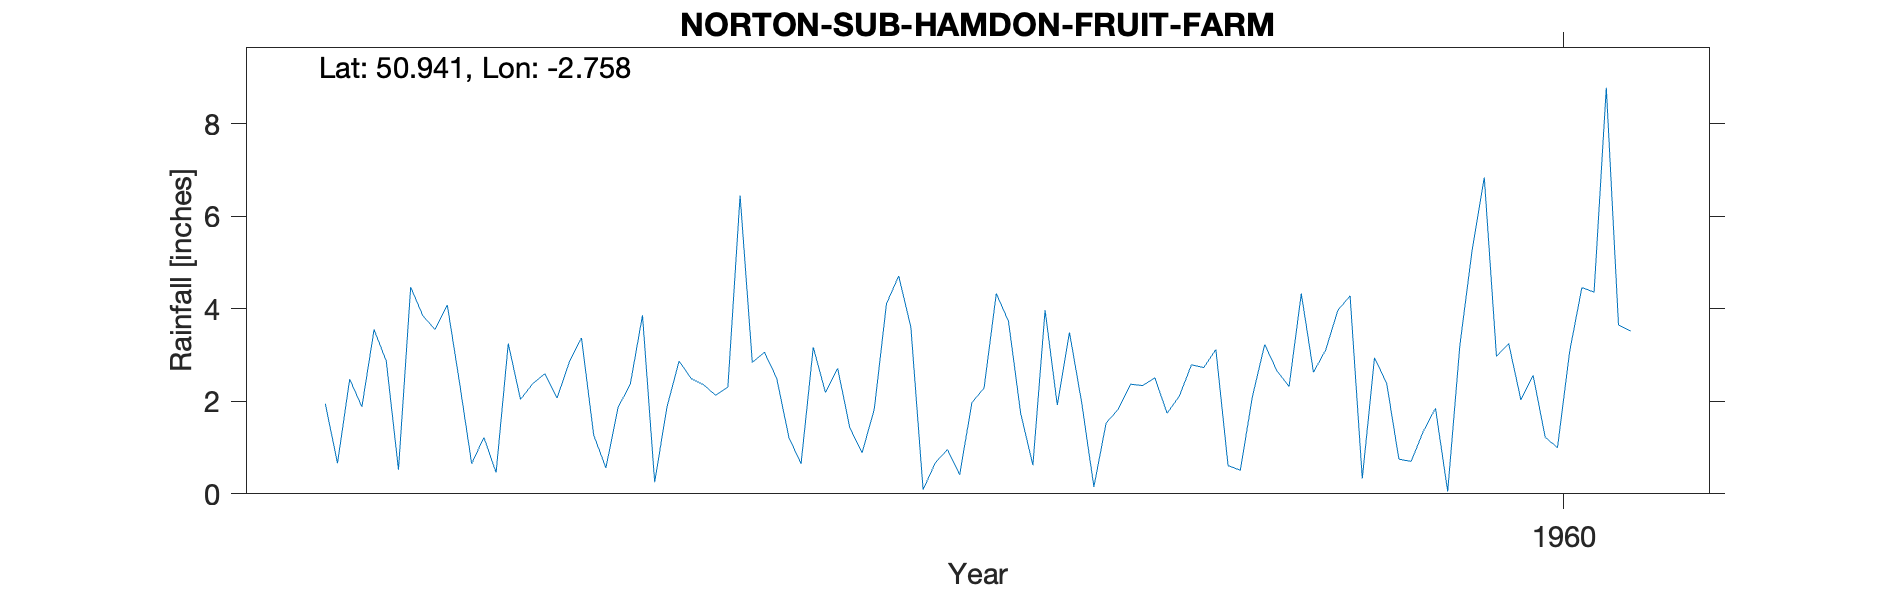 NORTON-SUB-HAMDON-FRUIT-FARM
Lat: 50.941, Lon: -2.758
8
6
4
2
0
Rainfall [inches]
1960
Year